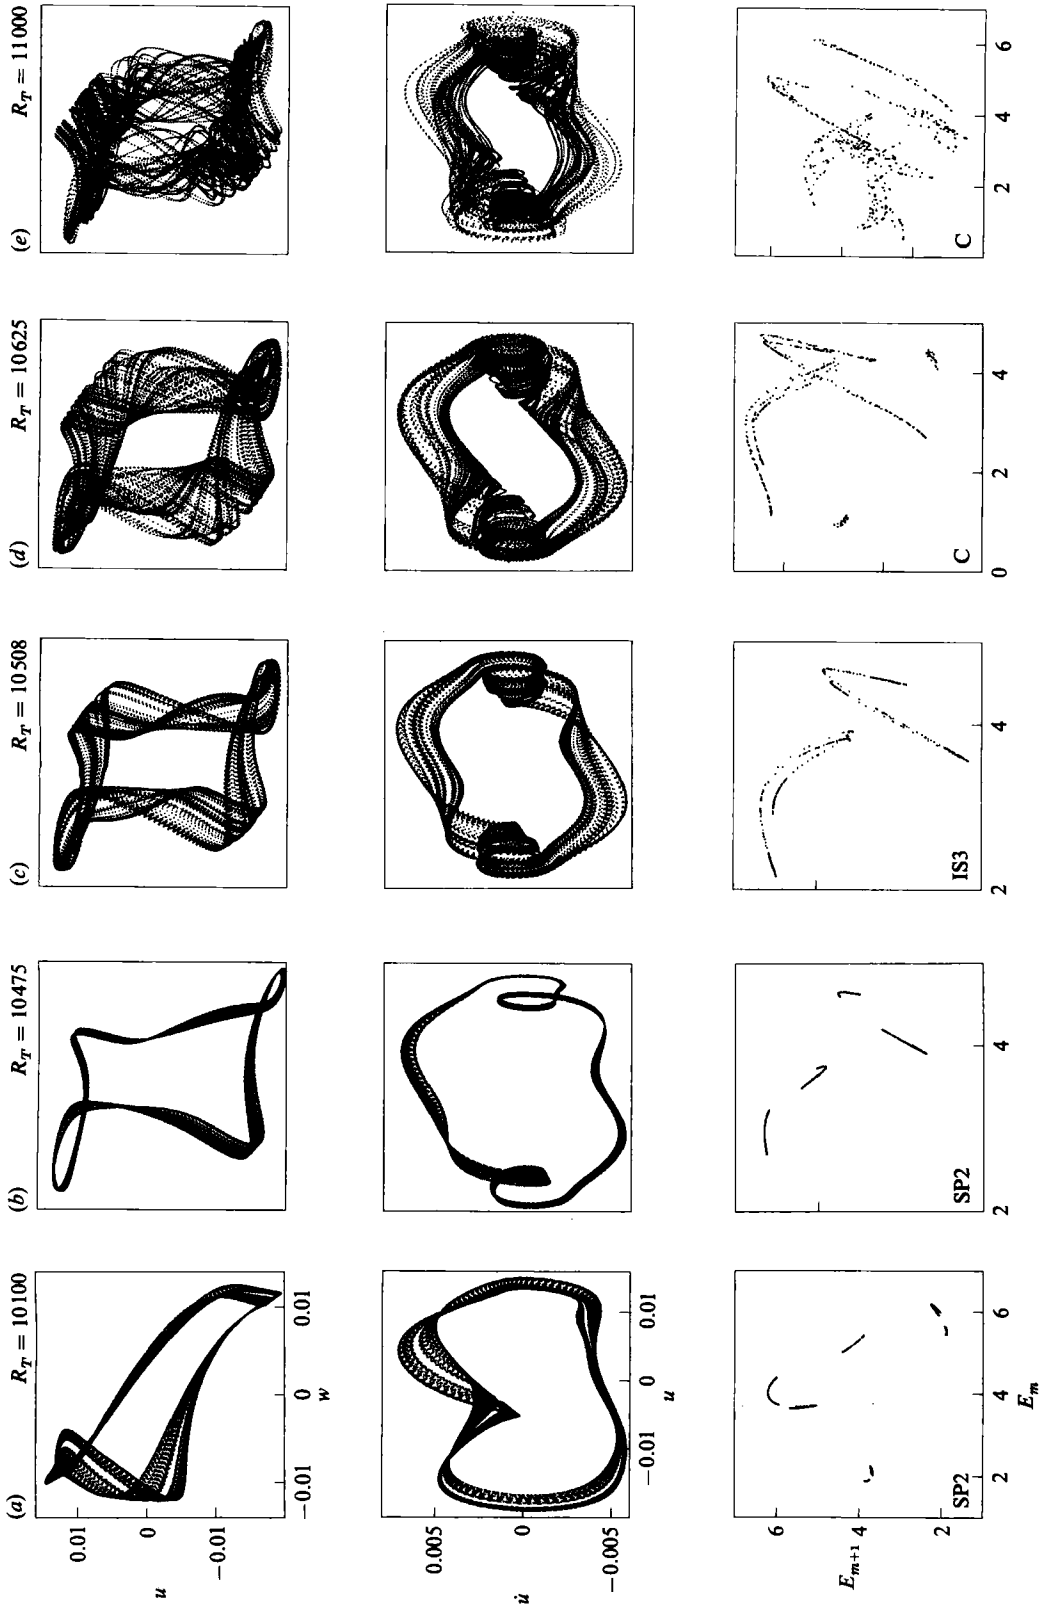 (a) R_T = 10100
(b) R_T = 10475
(c) R_T = 10508
(d) R_T = 10625
(e) R_T = 11000
0.01
u
0
−0.01
−0.01 0 0.01
w
0.005
u̇
0
−0.005
−0.01 0 0.01
u
6
E_{m+1} 4
2
SP2
SP2
IS3
C
C
2 4 6
2 4
2 4
0 2 4
2 4 6
E_m